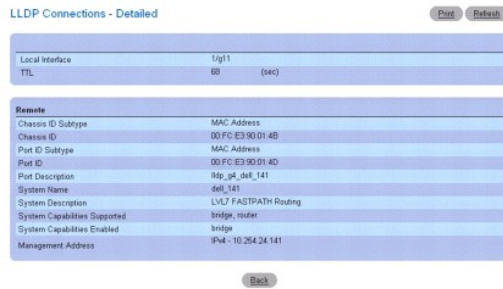 LLDP Connections - Detailed
Print Refresh
Local Interface 1/g11
TTL 68 (sec)
Remote
Chassis ID Subtype MAC Address
Chassis ID 00:FC:E3:90:01:4B
Port ID Subtype MAC Address
Port ID 00:FC:E3:90:01:4D
Port Description lldp_g4_dell_141
System Name dell_141
System Description LVL7 FASTPATH Routing
System Capabilities Supported bridge, router
System Capabilities Enabled bridge
Management Address IPv4 - 10.254.24.141
Back